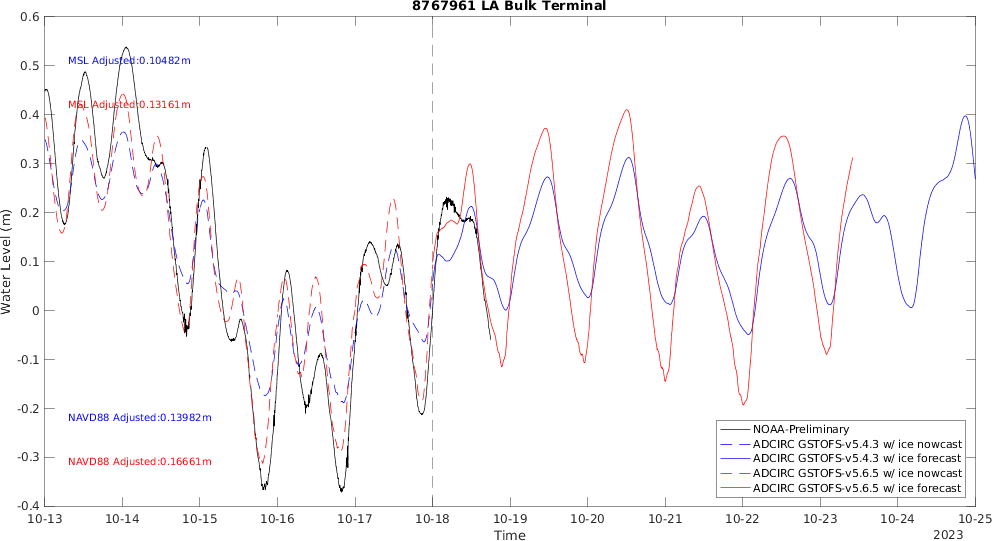 8767961 LA Bulk Terminal
0.6
0.5
0.4
0.3
0.2
0.1
0
-0.1
-0.2
-0.3
-0.4
Water Level (m)
MSL Adjusted:0.10482m
MSL Adjusted:0.13161m
NAVD88 Adjusted:0.13982m
NAVD88 Adjusted:0.16661m
NOAA-Preliminary
ADCIRC GSTOFS-v5.4.3 w/ ice nowcast
ADCIRC GSTOFS-v5.4.3 w/ ice forecast
ADCIRC GSTOFS-v5.6.5 w/ ice nowcast
ADCIRC GSTOFS-v5.6.5 w/ ice forecast
10-13 10-14 10-15 10-16 10-17 10-18 10-19 10-20 10-21 10-22 10-23 10-24 10-25
Time
2023